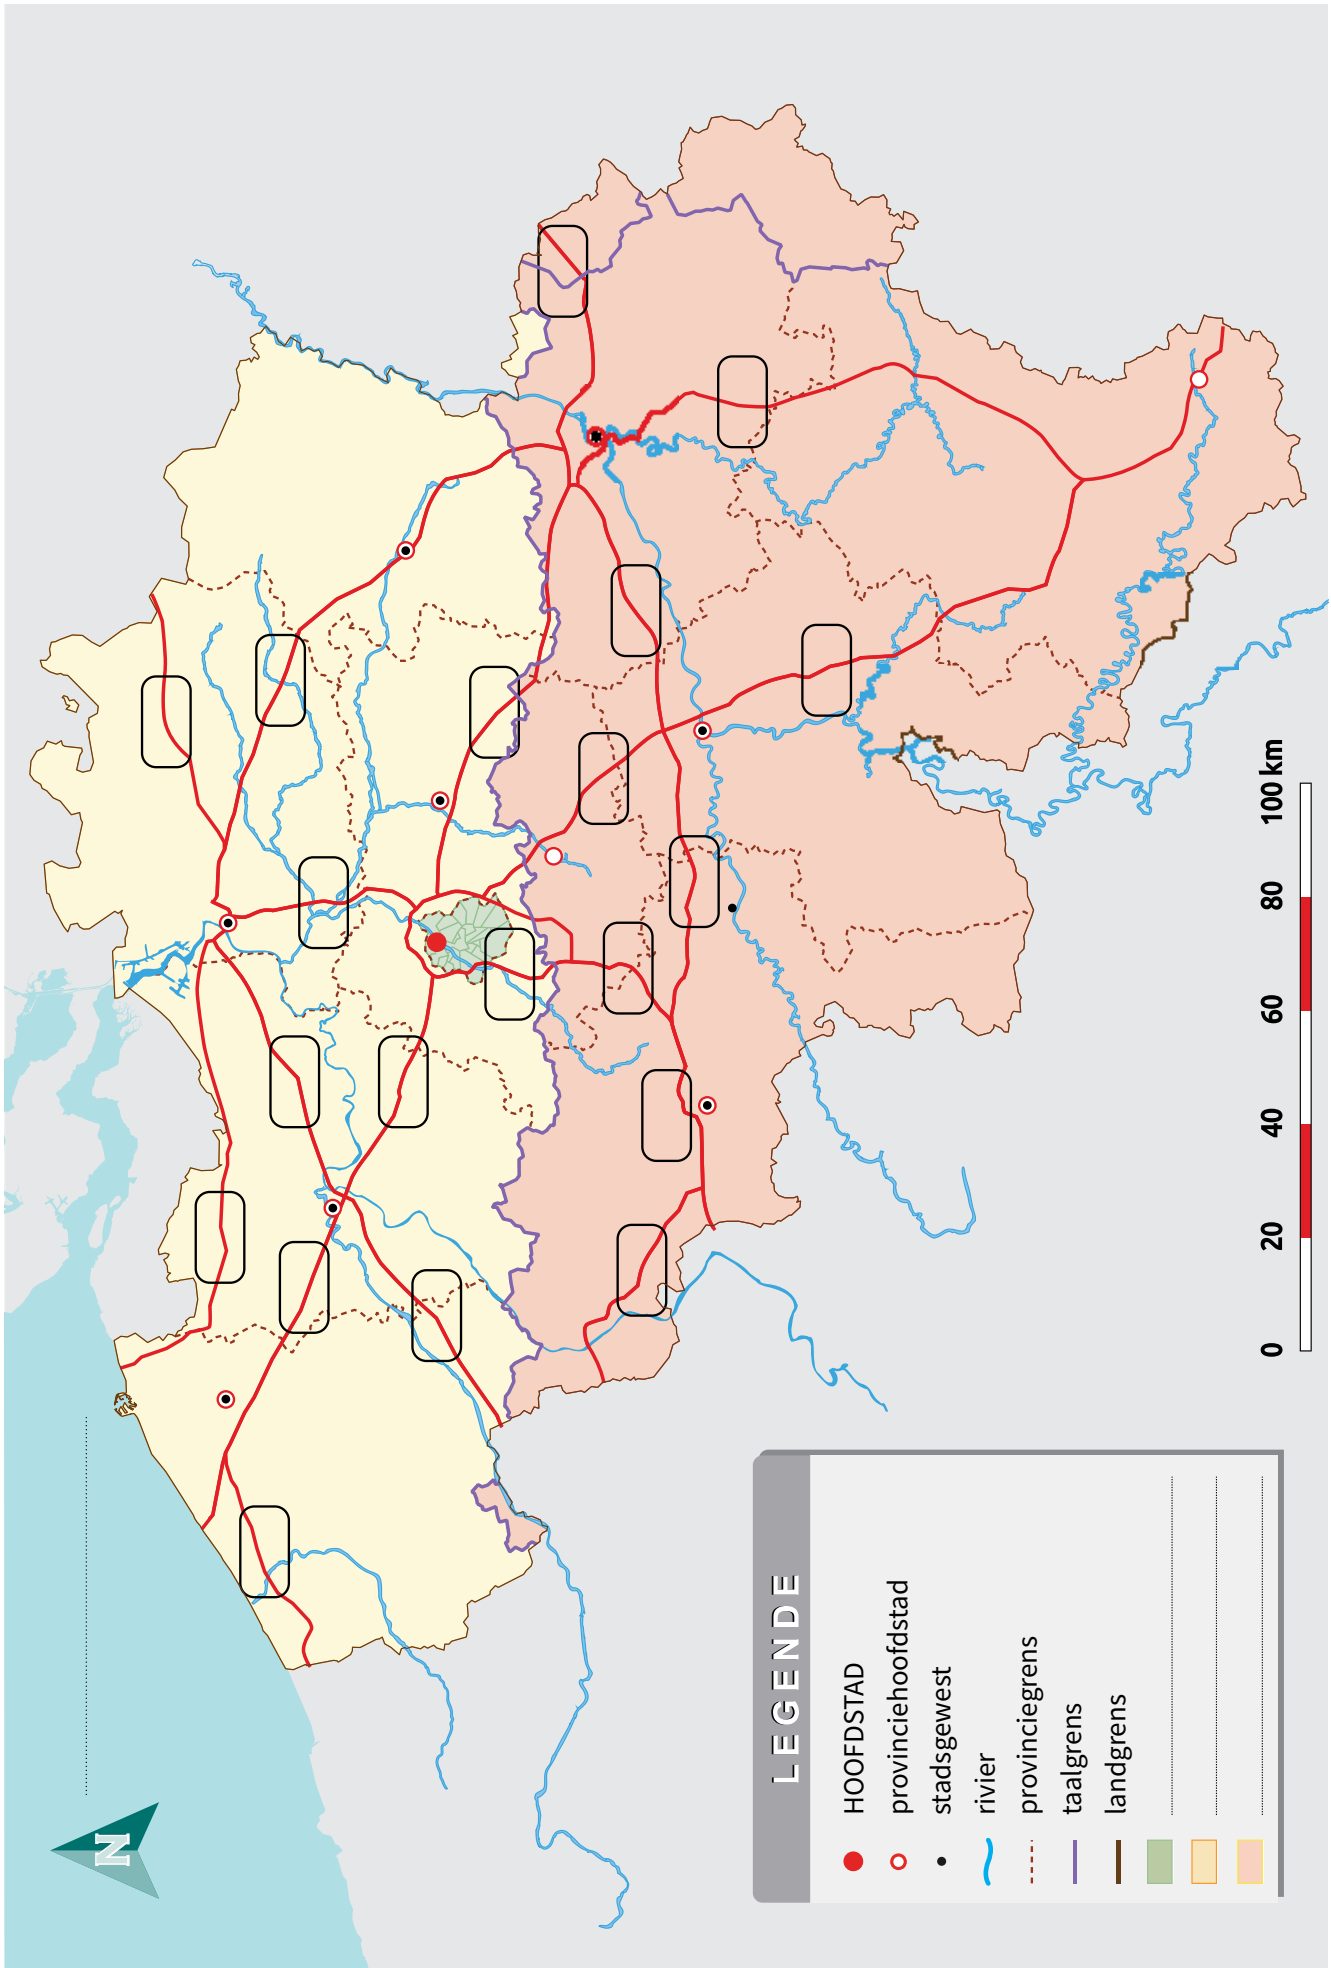 N
LEGENDE
HOOFDSTAD
provinciehoofdstad
stadsgewest
rivier
provinciegrens
taalgrens
landgrens
0 20 40 60 80 100 km